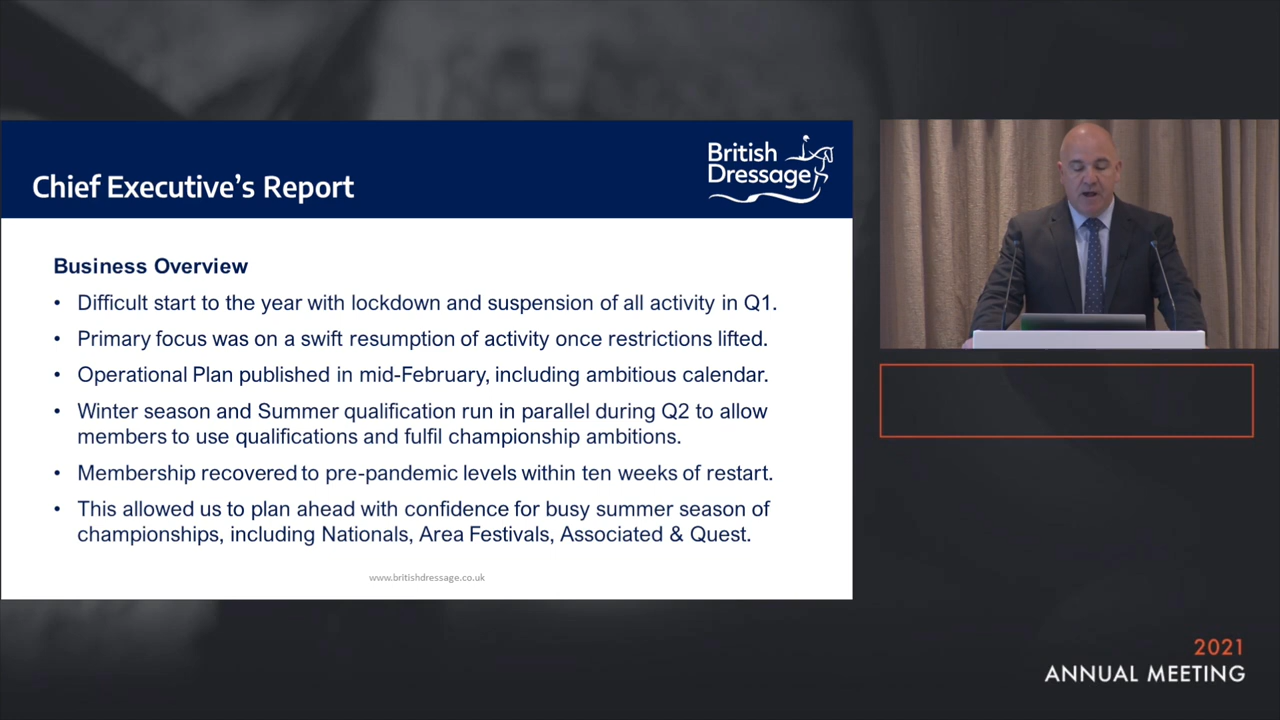 Chief Executive's Report
British
Dressage
Business Overview
• Difficult start to the year with lockdown and suspension of all activity in Q1.
• Primary focus was on a swift resumption of activity once restrictions lifted.
• Operational Plan published in mid-February, including ambitious calendar.
• Winter season and Summer qualification run in parallel during Q2 to allow
members to use qualifications and fulfil championship ambitions.
• Membership recovered to pre-pandemic levels within ten weeks of restart.
• This allowed us to plan ahead with confidence for busy summer season of
championships, including Nationals, Area Festivals, Associated & Quest.
www.britishdressage.co.uk
2021
ANNUAL MEETING